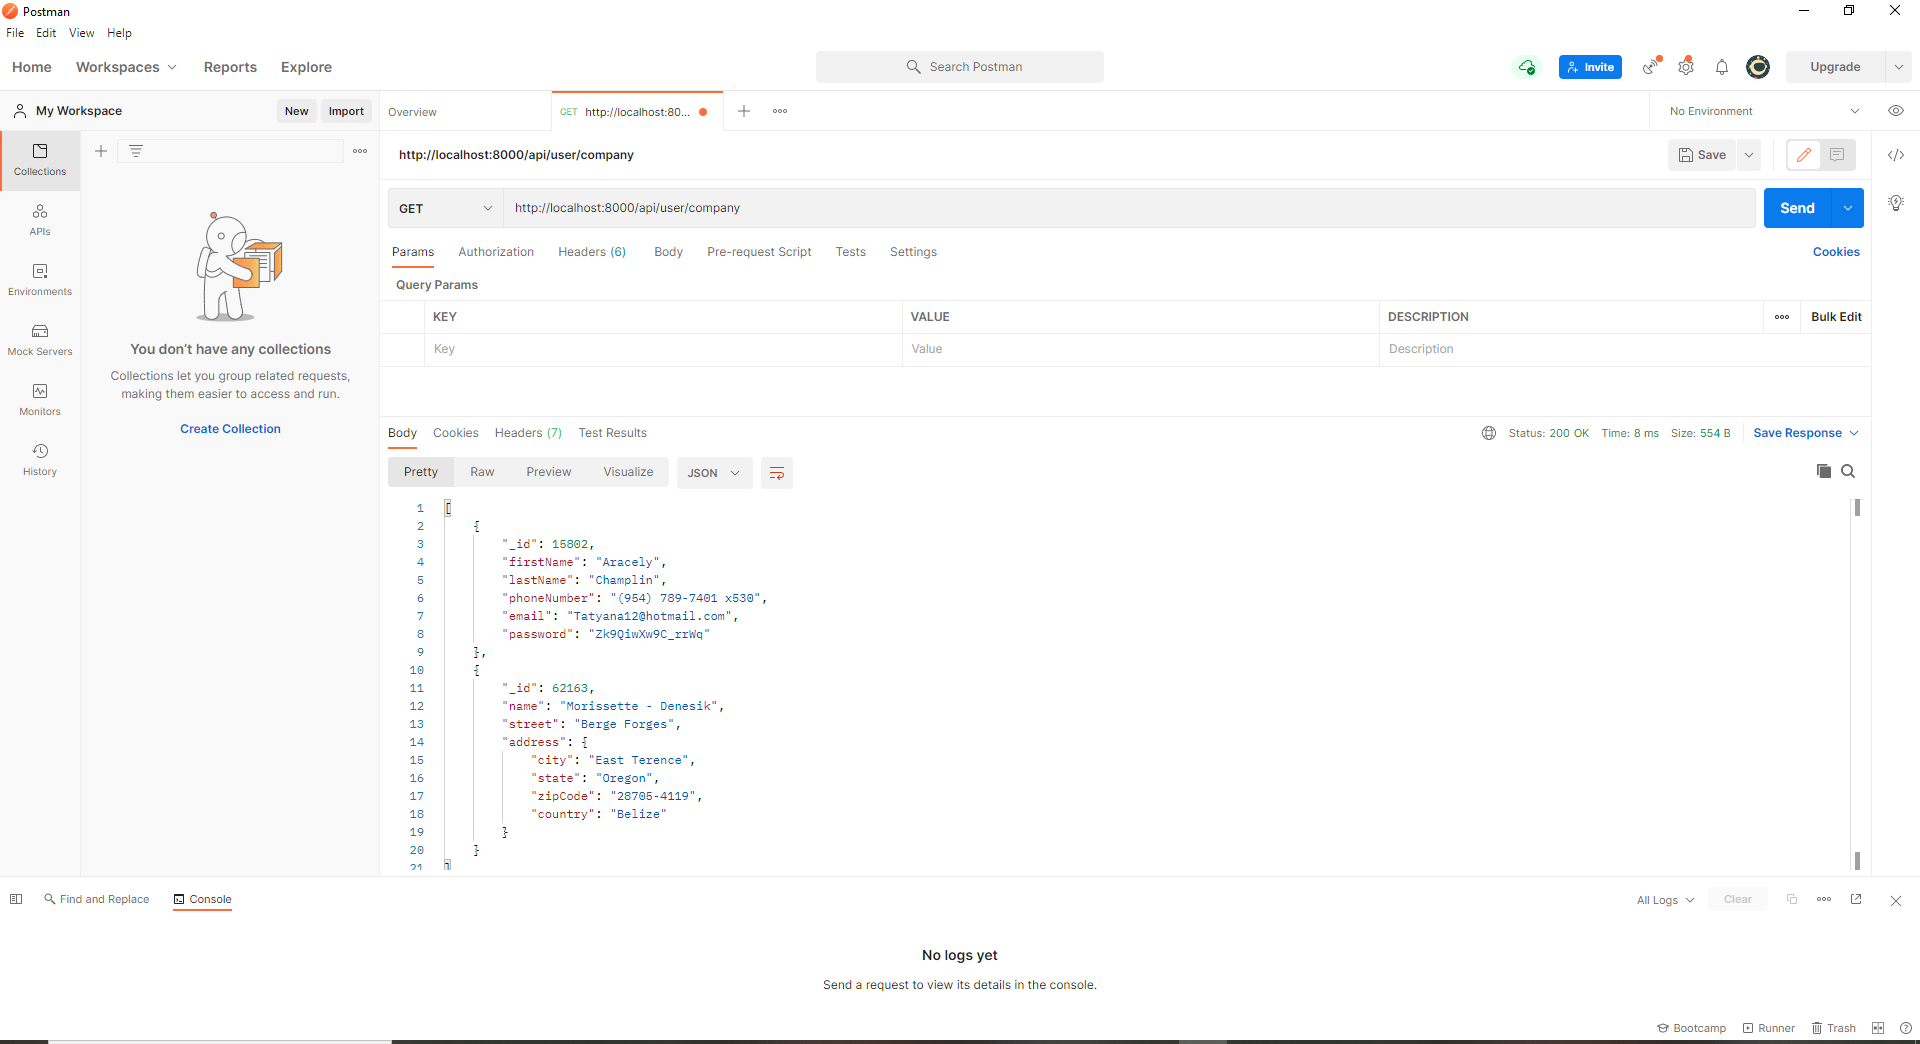 Postman
File Edit View Help
Home Workspaces Reports Explore
Search Postman
Invite
Upgrade
My Workspace
New
Import
Overview
GET http://localhost:80...
No Environment
Collections
APIs
Environments
Mock Servers
Monitors
History
You don't have any collections
Collections let you group related requests,
making them easier to access and run.
Create Collection
http://localhost:8000/api/user/company
Save
GET
http://localhost:8000/api/user/company
Send
Params Authorization Headers (6) Body Pre-request Script Tests Settings
Cookies
Query Params
KEY VALUE DESCRIPTION
Bulk Edit
Key Value Description
Body Cookies Headers (7) Test Results
Status: 200 OK Time: 8 ms Size: 554 B
Save Response
Pretty Raw Preview Visualize
JSON
1 [
2 {
3 "_id": 15802,
4 "firstName": "Aracely",
5 "lastName": "Champlin",
6 "phoneNumber": "(954) 789-7401 x530",
7 "email": "Tatyana12@hotmail.com",
8 "password": "Zk9QiwXw9C_rrWq"
9 },
10 {
11 "_id": 62163,
12 "name": "Morissette - Denesik",
13 "street": "Berge Forges",
14 "address": {
15 "city": "East Terence",
16 "state": "Oregon",
17 "zipCode": "28705-4119",
18 "country": "Belize"
19 }
20 }
21 ]
Find and Replace
Console
All Logs
Clear
No logs yet
Send a request to view its details in the console.
Bootcamp
Runner
Trash